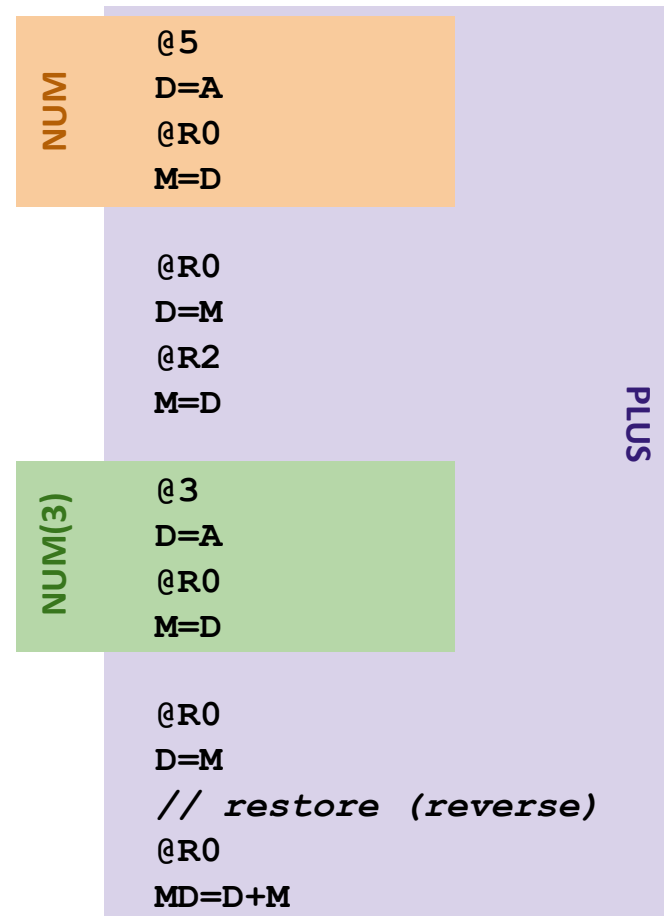 NUM
@5
D=A
@R0
M=D
@R0
D=M
@R2
M=D
PLUS
NUM(3)
@3
D=A
@R0
M=D
@R0
D=M
// restore (reverse)
@R0
MD=D+M